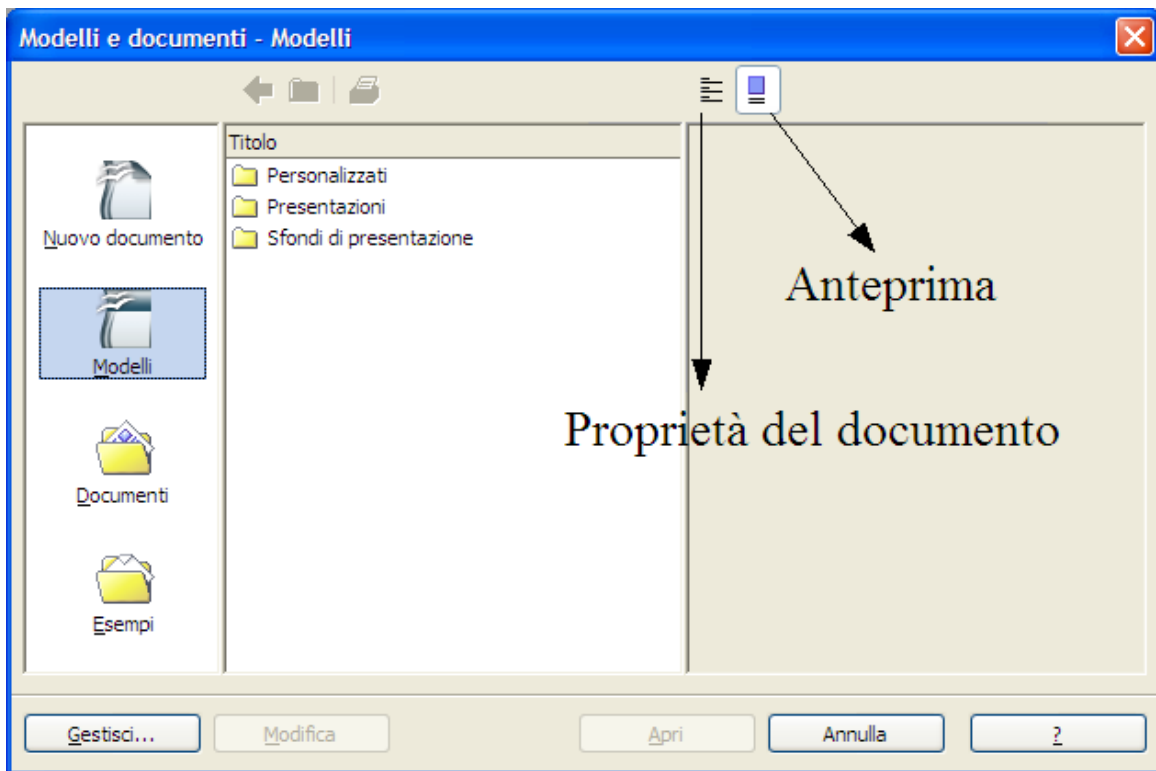 Modelli e documenti - Modelli
Titolo
Personalizzati
Presentazioni
Sfondi di presentazione
Nuovo documento
Modelli
Documenti
Esempi
Anteprima
Proprietà del documento
Gestisci...
Modifica
Apri
Annulla
?